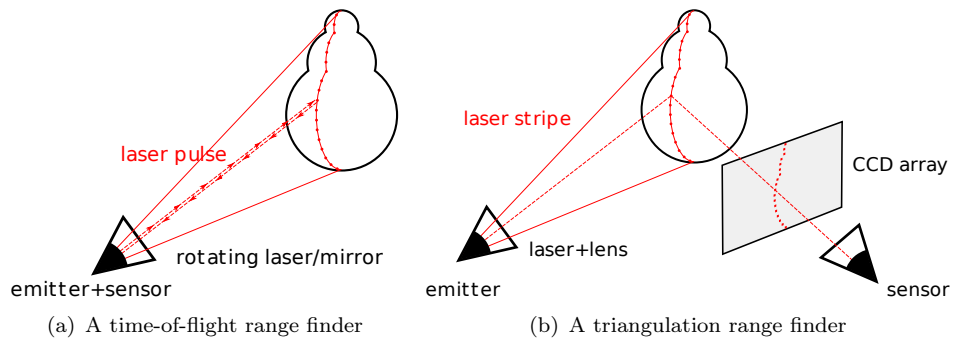 laser pulse
rotating laser/mirror
emitter+sensor
(a) A time-of-flight range finder
laser stripe
CCD array
laser+lens
emitter
sensor
(b) A triangulation range finder